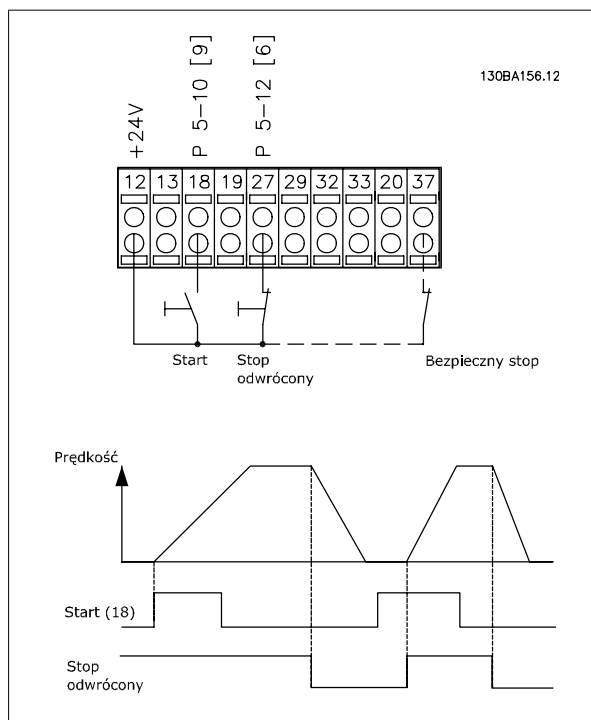 130BA156.12
+24V
P 5-10 [9]
P 5-12 [6]
12 13 18 19 27 29 32 33 20 37
Start
Stop
odwrócony
Bezpieczny stop
Prędkość
Start (18)
Stop
odwrócony